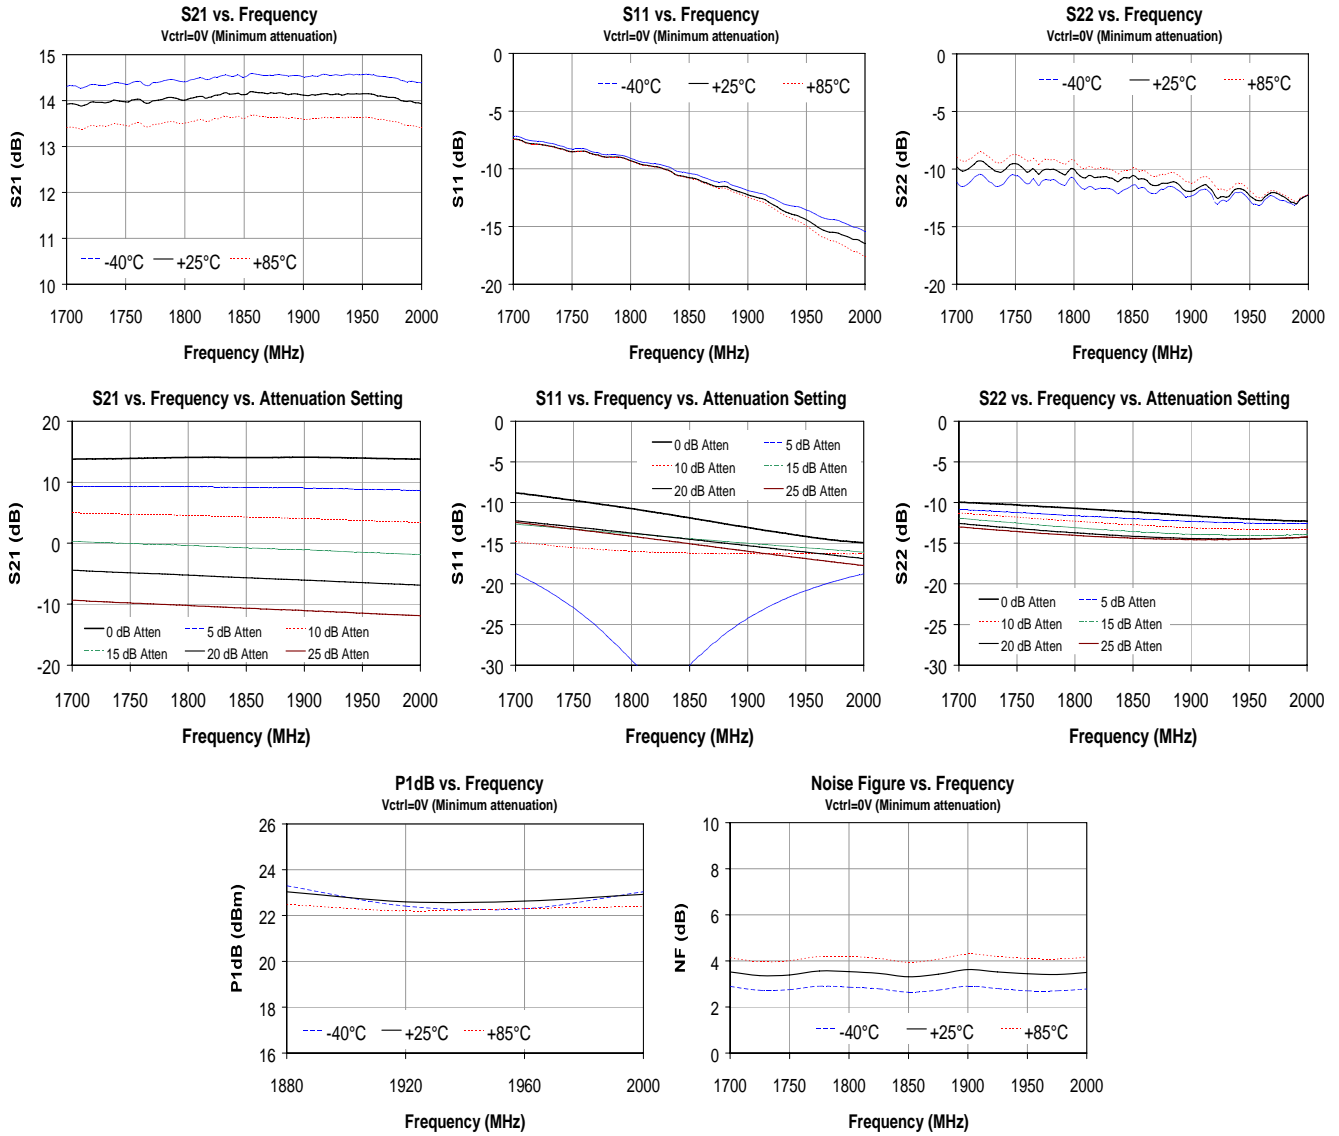 S21 vs. Frequency
Vctrl=0V (Minimum attenuation)
15
14
13
12
11
10
S21 (dB)
-40°C +25°C +85°C
1700 1750 1800 1850 1900 1950 2000
Frequency (MHz)
S11 vs. Frequency
Vctrl=0V (Minimum attenuation)
0
-5
-10
-15
-20
S11 (dB)
-40°C +25°C +85°C
1700 1750 1800 1850 1900 1950 2000
Frequency (MHz)
S22 vs. Frequency
Vctrl=0V (Minimum attenuation)
0
-5
-10
-15
-20
S22 (dB)
-40°C +25°C +85°C
1700 1750 1800 1850 1900 1950 2000
Frequency (MHz)
S21 vs. Frequency vs. Attenuation Setting
20
10
0
-10
-20
S21 (dB)
0 dB Atten 5 dB Atten 10 dB Atten
15 dB Atten 20 dB Atten 25 dB Atten
1700 1750 1800 1850 1900 1950 2000
Frequency (MHz)
S11 vs. Frequency vs. Attenuation Setting
0
-5
-10
-15
-20
-25
-30
S11 (dB)
0 dB Atten 5 dB Atten
10 dB Atten 15 dB Atten
20 dB Atten 25 dB Atten
1700 1750 1800 1850 1900 1950 2000
Frequency (MHz)
S22 vs. Frequency vs. Attenuation Setting
0
-5
-10
-15
-20
-25
-30
S22 (dB)
0 dB Atten 5 dB Atten
10 dB Atten 15 dB Atten
20 dB Atten 25 dB Atten
1700 1750 1800 1850 1900 1950 2000
Frequency (MHz)
P1dB vs. Frequency
Vctrl=0V (Minimum attenuation)
26
24
22
20
18
16
P1dB (dBm)
-40°C +25°C +85°C
1880 1920 1960 2000
Frequency (MHz)
Noise Figure vs. Frequency
Vctrl=0V (Minimum attenuation)
10
8
6
4
2
0
NF (dB)
-40°C +25°C +85°C
1700 1750 1800 1850 1900 1950 2000
Frequency (MHz)